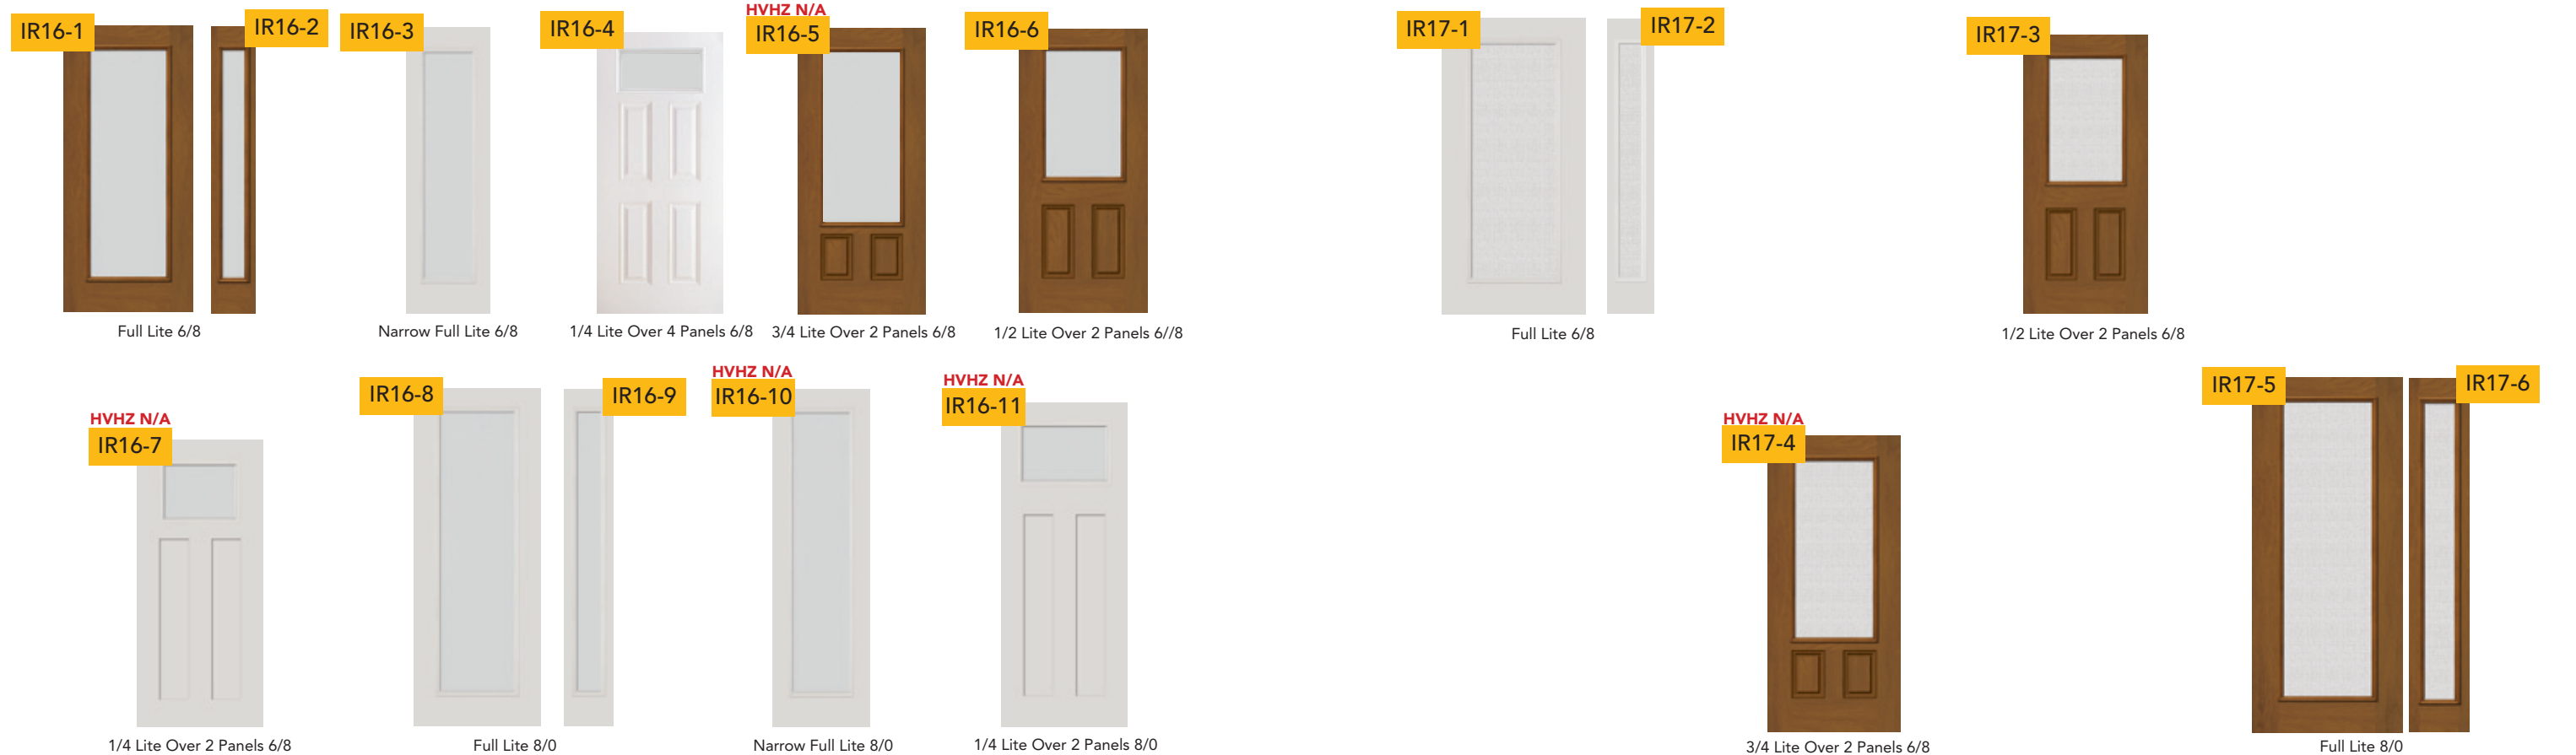 IR16-1
IR16-2
Full Lite 6/8
IR16-3
Narrow Full Lite 6/8
IR16-4
1/4 Lite Over 4 Panels 6/8
HVHZ N/A
IR16-5
3/4 Lite Over 2 Panels 6/8
IR16-6
1/2 Lite Over 2 Panels 6//8
IR17-1
IR17-2
Full Lite 6/8
IR17-3
1/2 Lite Over 2 Panels 6/8
HVHZ N/A
IR16-7
1/4 Lite Over 2 Panels 6/8
IR16-8
IR16-9
Full Lite 8/0
HVHZ N/A
IR16-10
Narrow Full Lite 8/0
HVHZ N/A
IR16-11
1/4 Lite Over 2 Panels 8/0
HVHZ N/A
IR17-4
3/4 Lite Over 2 Panels 6/8
IR17-5
IR17-6
Full Lite 8/0